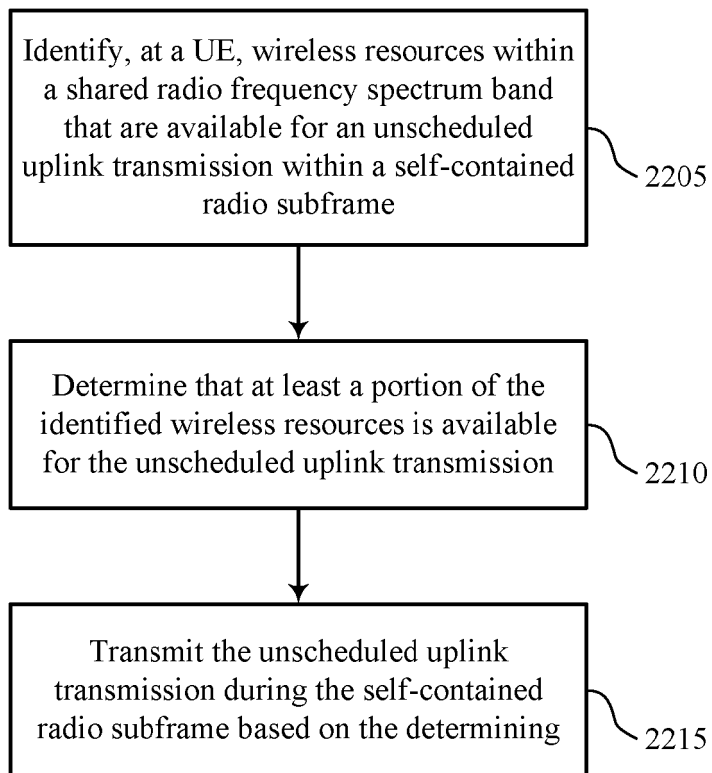 Identify, at a UE, wireless resources within
a shared radio frequency spectrum band
that are available for an unscheduled
uplink transmission within a self-contained
radio subframe
2205
Determine that at least a portion of the
identified wireless resources is available
for the unscheduled uplink transmission
2210
Transmit the unscheduled uplink
transmission during the self-contained
radio subframe based on the determining
2215